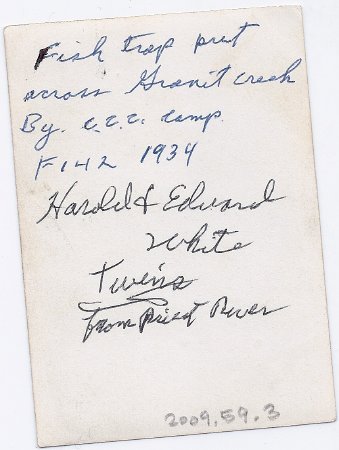 Fish trap put
across Granit creek
By. c.c.c. camp.
F142 1934
Harold & Edward
White
Twins
From Priest River
2009.59.3